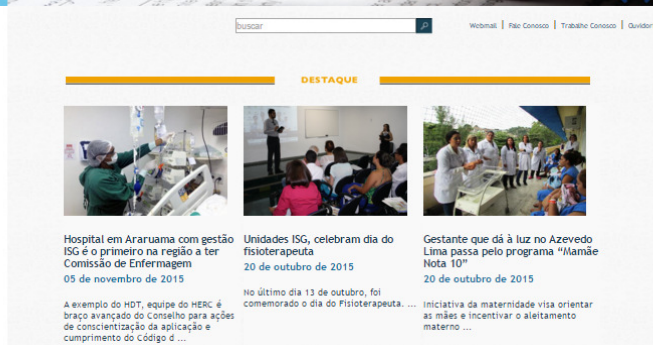 buscar
Webmail | Fale Conosco | Trabalhe Conosco | Ouvidor
DESTAQUE
Hospital em Araruama com gestão
ISG é o primeiro na região a ter
Comissão de Enfermagem
05 de novembro de 2015
A exemplo do HDT, equipe do HERC é
braço avançado do Conselho para ações
de conscientização da aplicação e
cumprimento do Código d ...
Unidades ISG, celebram dia do
fisioterapeuta
20 de outubro de 2015
No último dia 13 de outubro, foi
comemorado o dia do Fisioterapeuta. ...
Gestante que dá à luz no Azevedo
Lima passa pelo programa “Mamãe
Nota 10”
20 de outubro de 2015
Iniciativa da maternidade visa orientar
as mães e incentivar o aleitamento
materno ...